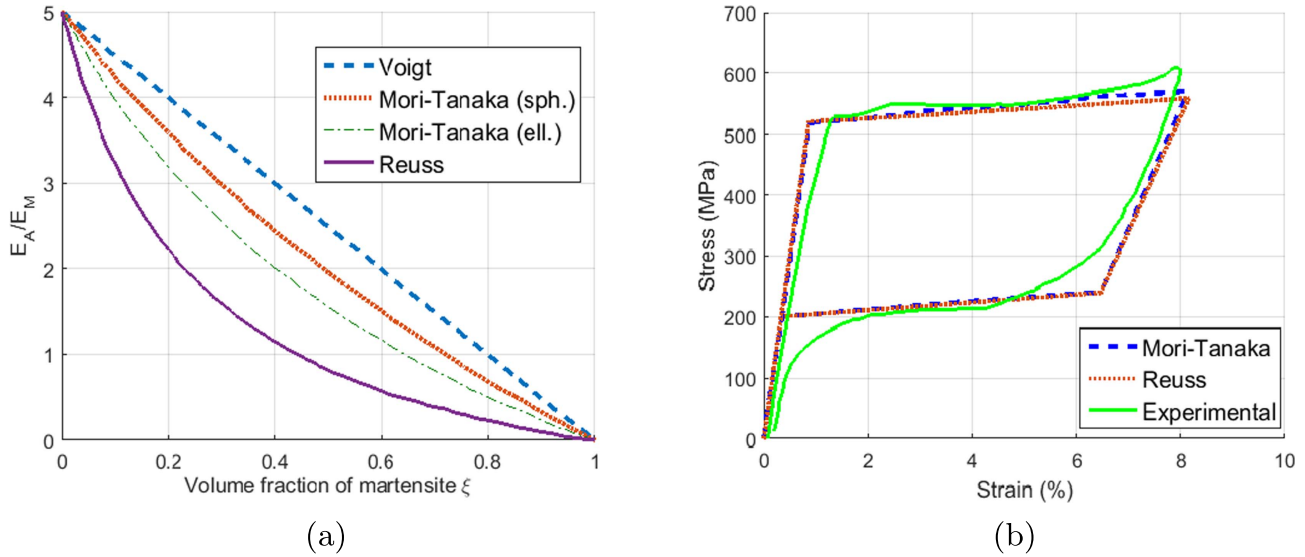 5
4
3
2
1
0
E_A/E_M
0
0.2
0.4
0.6
0.8
1
Volume fraction of martensite ξ
Voigt
Mori-Tanaka (sph.)
Mori-Tanaka (ell.)
Reuss
(a)
700
600
500
400
300
200
100
0
Stress (MPa)
0
2
4
6
8
10
Strain (%)
Mori-Tanaka
Reuss
Experimental
(b)